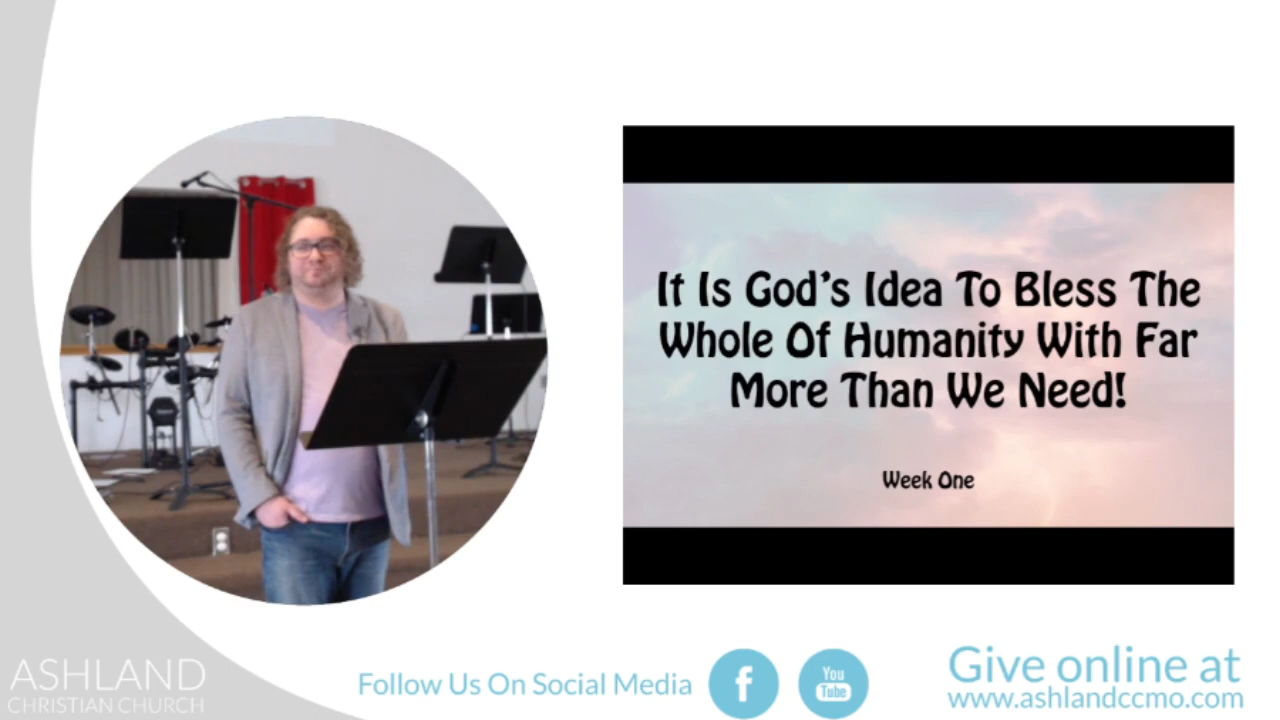 It Is God's Idea To Bless The
Whole Of Humanity With Far
More Than We Need!
Week One
ASHLAND
CHRISTIAN CHURCH
Follow Us On Social Media
f
You
Tube
Give online at
www.ashlandccmo.com